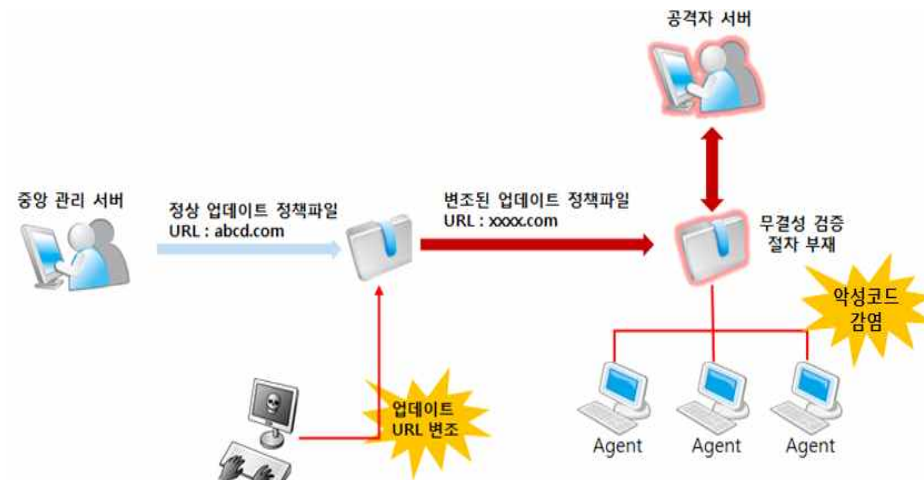 공격자 서버
중앙 관리 서버
정상 업데이트 정책파일
URL : abcd.com
변조된 업데이트 정책파일
URL : xxxx.com
무결성 검증
절차 부재
악성코드
감염
업데이트
URL 변조
Agent
Agent
Agent